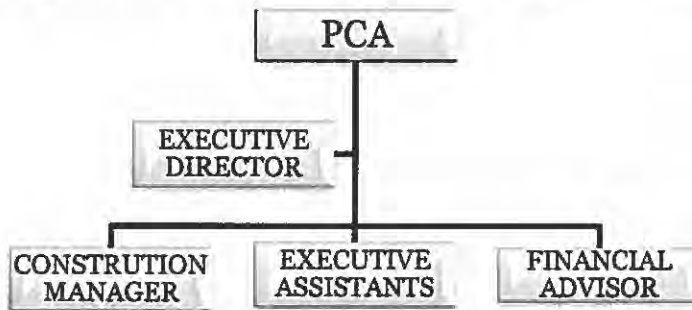 PCA
EXECUTIVE
DIRECTOR
CONSTRUTION
MANAGER
EXECUTIVE
ASSISTANTS
FINANCIAL
ADVISOR